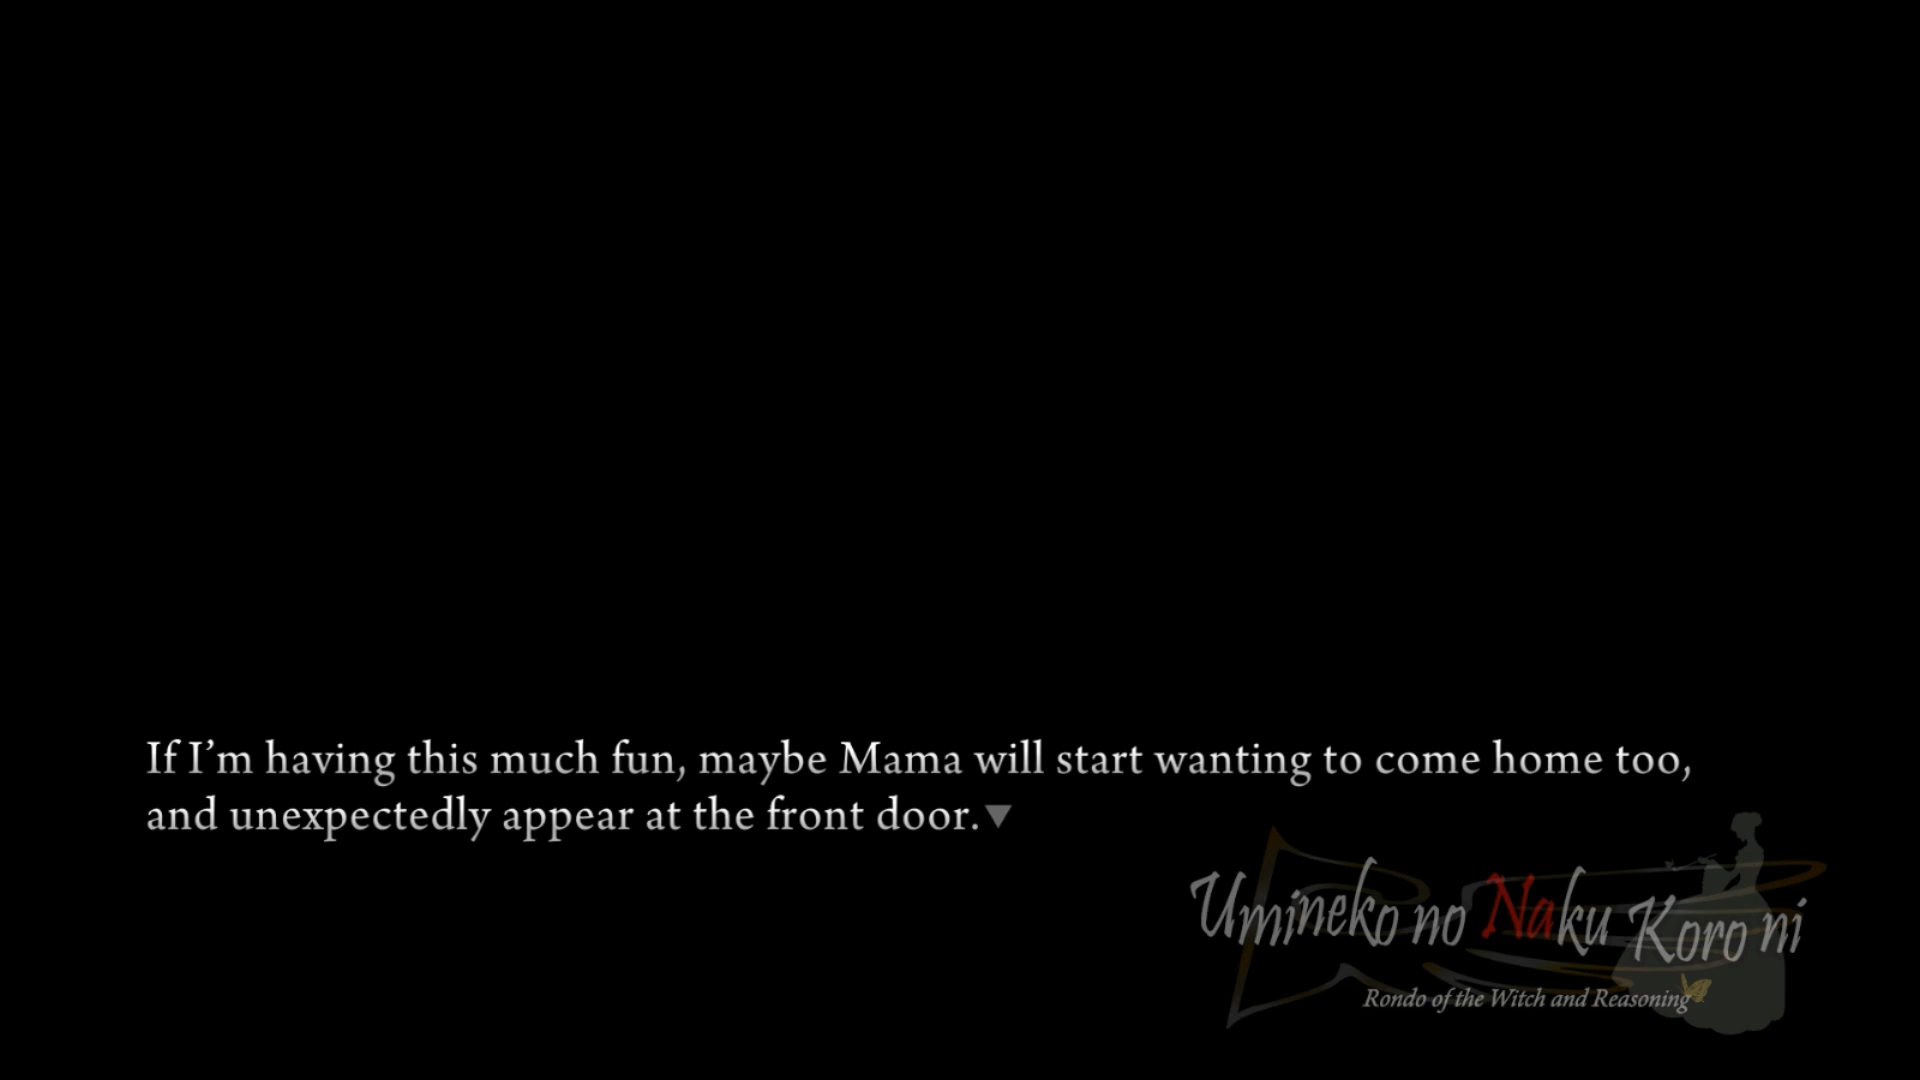 If I’m having this much fun, maybe Mama will start wanting to come home too,
and unexpectedly appear at the front door.
Umineko no Naku Koro ni
Rondo of the Witch and Reasoning